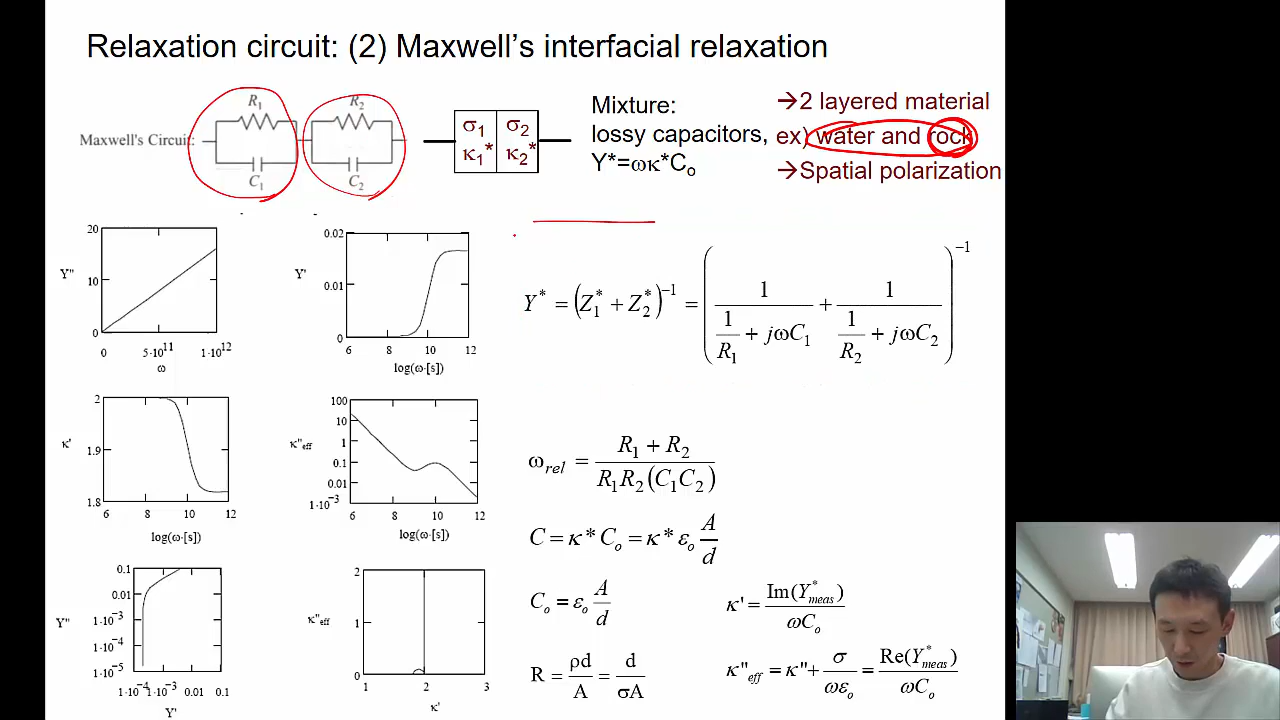 Relaxation circuit: (2) Maxwell's interfacial relaxation
R1 R2
Maxwell's Circuit:
C1 C2
σ1 σ2
κ1* κ2*
Mixture:
lossy capacitors,
Y*=ωκ*Co
→2 layered material
ex) water and rock
→Spatial polarization
20
Y" 10
0
0 5·10¹¹ 1·10¹²
ω
0.02
Y' 0.01
0
6 8 10 12
log(ω·[s])
Y* = (Z1* + Z2*)⁻¹ = (1/(1/R1 + jωC1) + 1/(1/R2 + jωC2))⁻¹
2
κ' 1.9
1.8
6 8 10 12
log(ω·[s])
100
10
κ"eff 1
0.1
0.01
1·10⁻³
6 8 10 12
log(ω·[s])
ωrel = (R1 + R2)/(R1R2(C1C2))
C = κ*Co = κ*εo A/d
Co = εo A/d
R = ρd/A = d/σA
κ' = Im(Y*meas)/ωCo
κ"eff = κ"+ σ/ωεo = Re(Y*meas)/ωCo
0.1
0.01
Y" 1·10⁻³
1·10⁻⁴
1·10⁻⁵
1·10⁻⁴ 1·10⁻³ 0.01 0.1
Y'
2
κ"eff 1
0
1 2 3
κ'